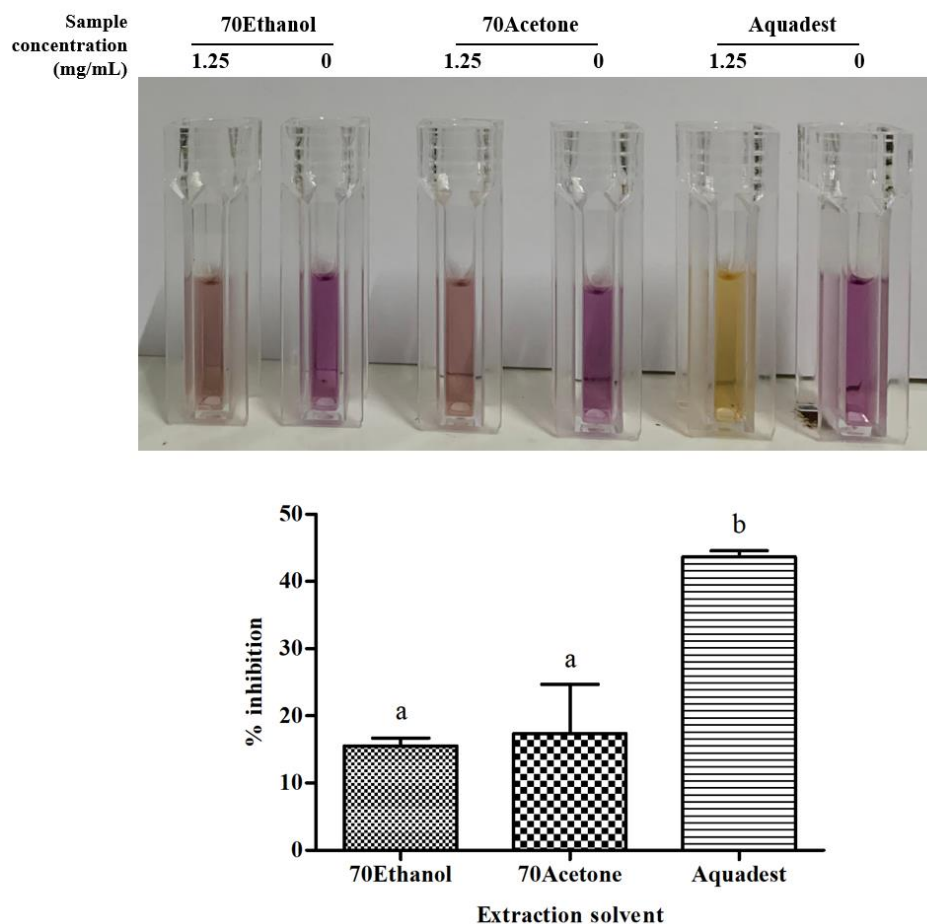 Sample concentration (mg/mL)
70Ethanol 70Acetone Aquadest
1.25 0 1.25 0 1.25 0
50
40
30
20
10
0
% inhibition
a
a
b
70Ethanol 70Acetone Aquadest
Extraction solvent